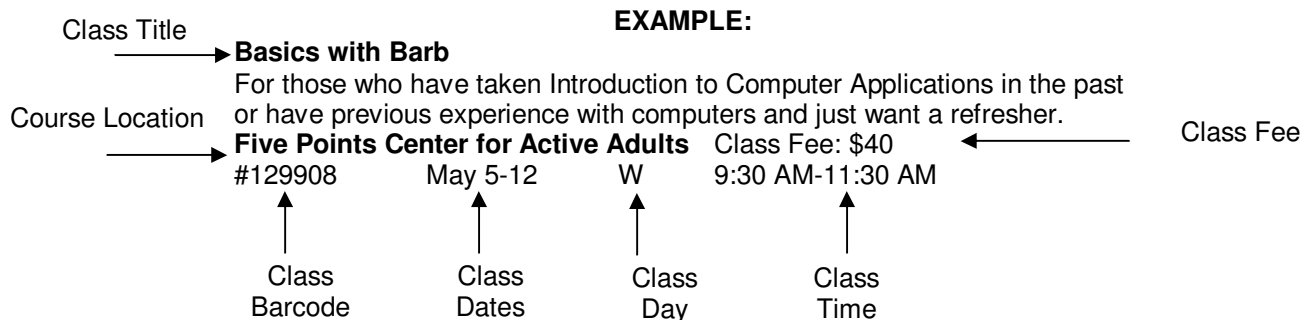 EXAMPLE:
Class Title
Basics with Barb
For those who have taken Introduction to Computer Applications in the past
or have previous experience with computers and just want a refresher.
Course Location
Five Points Center for Active Adults Class Fee: $40
Class Fee
#129908 May 5-12 W 9:30 AM-11:30 AM
Class Barcode
Class Dates
Class Day
Class Time